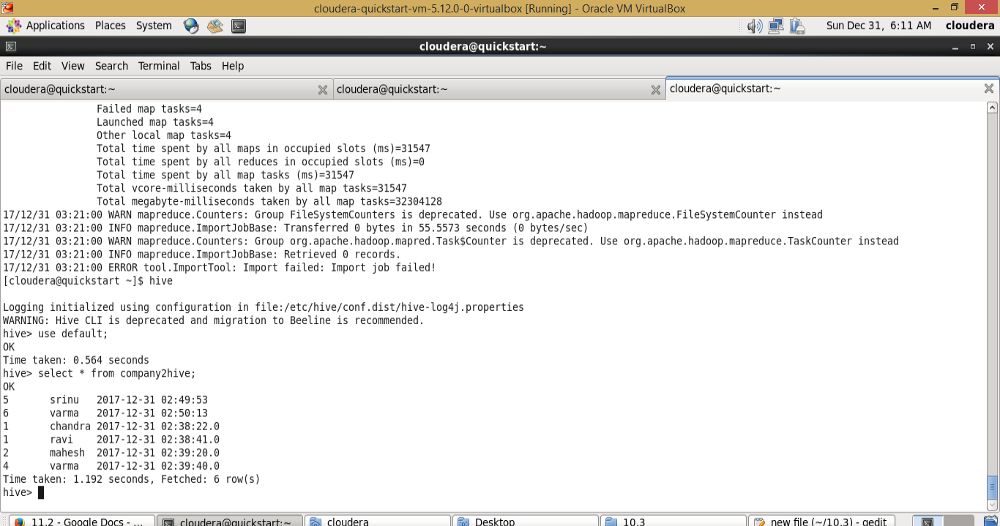 cloudera-quickstart-vm-5.12.0-0-virtualbox [Running] - Oracle VM VirtualBox
Applications Places System Sun Dec 31, 6:11 AM cloudera
cloudera@quickstart:~
File Edit View Search Terminal Tabs Help
cloudera@quickstart:~ cloudera@quickstart:~ cloudera@quickstart:~
Failed map tasks=4
Launched map tasks=4
Other local map tasks=4
Total time spent by all maps in occupied slots (ms)=31547
Total time spent by all reduces in occupied slots (ms)=0
Total time spent by all map tasks (ms)=31547
Total vcore-milliseconds taken by all map tasks=31547
Total megabyte-milliseconds taken by all map tasks=32304128
17/12/31 03:21:00 WARN mapreduce.Counters: Group FileSystemCounters is deprecated. Use org.apache.hadoop.mapreduce.FileSystemCounter instead
17/12/31 03:21:00 INFO mapreduce.ImportJobBase: Transferred 0 bytes in 55.5573 seconds (0 bytes/sec)
17/12/31 03:21:00 WARN mapreduce.Counters: Group org.apache.hadoop.mapred.Task$Counter is deprecated. Use org.apache.hadoop.mapreduce.TaskCounter instead
17/12/31 03:21:00 INFO mapreduce.ImportJobBase: Retrieved 0 records.
17/12/31 03:21:00 ERROR tool.ImportTool: Import failed: Import job failed!
[cloudera@quickstart ~]$ hive
Logging initialized using configuration in file:/etc/hive/conf.dist/hive-log4j.properties
WARNING: Hive CLI is deprecated and migration to Beeline is recommended.
hive> use default;
OK
Time taken: 0.564 seconds
hive> select * from company2hive;
OK
5 srinu 2017-12-31 02:49:53
6 varma 2017-12-31 02:50:13
1 chandra 2017-12-31 02:38:22.0
1 ravi 2017-12-31 02:38:41.0
2 mahesh 2017-12-31 02:39:20.0
4 varma 2017-12-31 02:39:40.0
Time taken: 1.192 seconds, Fetched: 6 row(s)
hive>
11.2 - Google Docs - ... cloudera@quickstart:~ cloudera Desktop 10.3 new file (~/10.3) - gedit